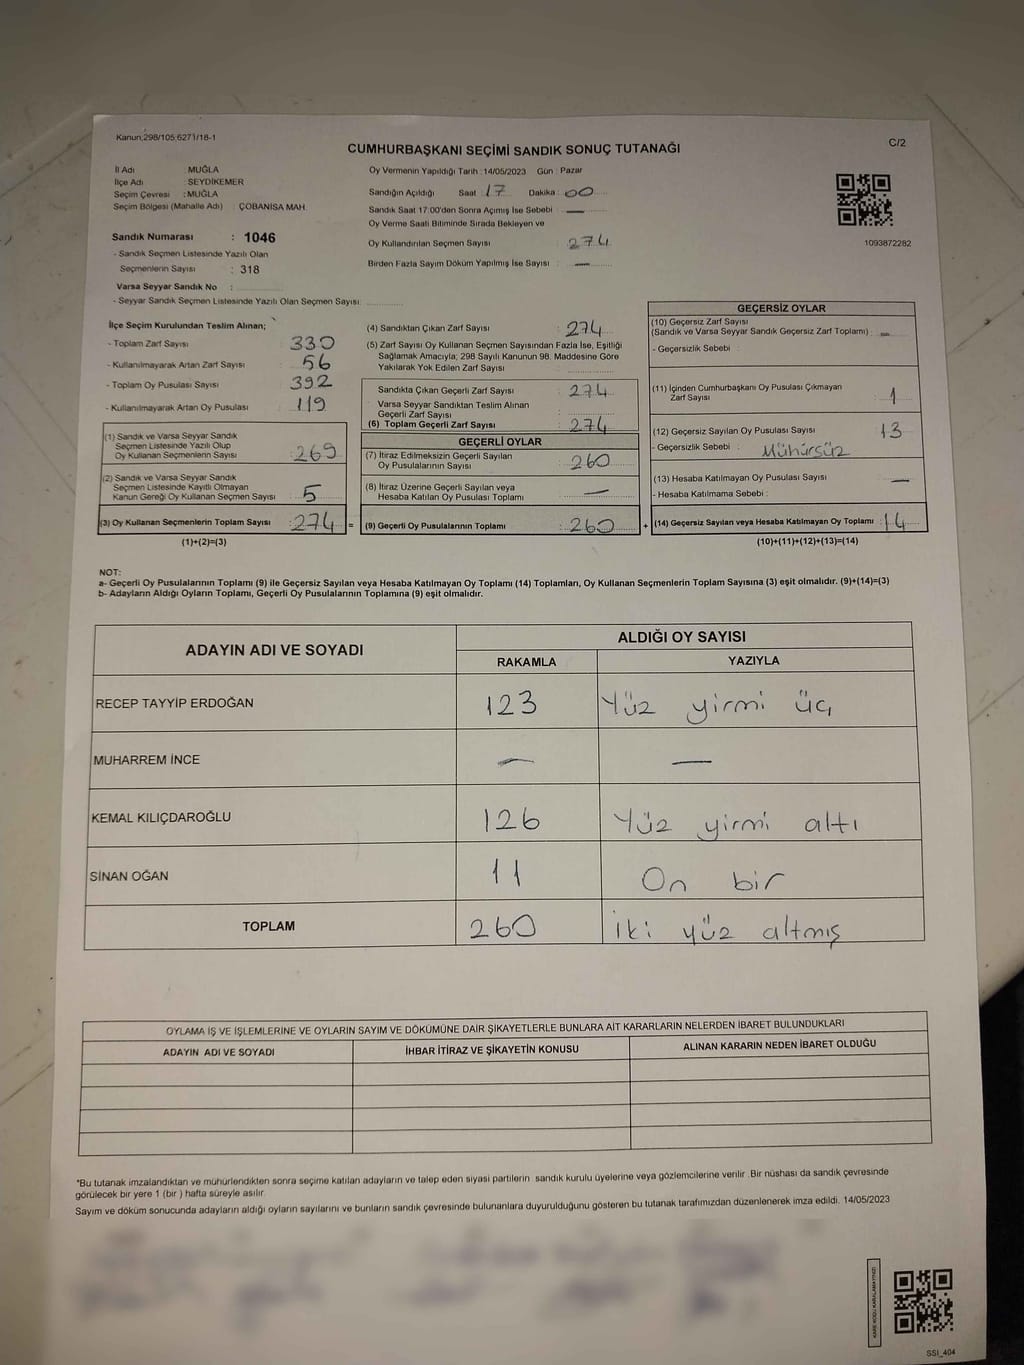 Kanun;298/105,6271/18-1
C/2
CUMHURBAŞKANI SEÇİMİ SANDIK SONUÇ TUTANAĞI
İl Adı : MUĞLA
İlçe Adı : SEYDİKEMER
Seçim Çevresi : MUĞLA
Seçim Bölgesi (Mahalle Adı) : ÇOBANİSA MAH.
Sandık Numarası : 1046
- Sandık Seçmen Listesinde Yazılı Olan
Seçmenlerin Sayısı : 318
Varsa Seyyar Sandık No :
- Seyyar Sandık Seçmen Listesinde Yazılı Olan Seçmen Sayısı:
Oy Vermenin Yapıldığı Tarih : 14/05/2023 Gün : Pazar
Sandığın Açıldığı Saat : 17 Dakika : 00
Sandık Saat 17:00'den Sonra Açımış İse Sebebi : —
Oy Verme Saati Bitiminde Sırada Bekleyen ve
Oy Kullandırılan Seçmen Sayısı : 274
Birden Fazla Sayım Döküm Yapılmış İse Sayısı : —
1093872282
İlçe Seçim Kurulundan Teslim Alınan;
- Toplam Zarf Sayısı : 330
- Kullanılmayarak Artan Zarf Sayısı : 56
- Toplam Oy Pusulası Sayısı : 392
- Kullanılmayarak Artan Oy Pusulası : 119
(1) Sandık ve Varsa Seyyar Sandık
Seçmen Listesinde Yazılı Olup
Oy Kullanan Seçmenlerin Sayısı : 269
(2) Sandık ve Varsa Seyyar Sandık
Seçmen Listesinde Kayıtlı Olmayan
Kanun Gereği Oy Kullanan Seçmen Sayısı : 5
(3) Oy Kullanan Seçmenlerin Toplam Sayısı : 274 =
(1)+(2)=(3)
(4) Sandıktan Çıkan Zarf Sayısı : 274
(5) Zarf Sayısı Oy Kullanan Seçmen Sayısından Fazla İse, Eşitliği
Sağlamak Amacıyla; 298 Sayılı Kanunun 98. Maddesine Göre
Yakılarak Yok Edilen Zarf Sayısı :
Sandıkta Çıkan Geçerli Zarf Sayısı : 274
Varsa Seyyar Sandıktan Teslim Alınan
Geçerli Zarf Sayısı :
(6) Toplam Geçerli Zarf Sayısı : 274
GEÇERLİ OYLAR
(7) İtiraz Edilmeksizin Geçerli Sayılan
Oy Pusulalarının Sayısı : 260
(8) İtiraz Üzerine Geçerli Sayılan veya
Hesaba Katılan Oy Pusulası Toplamı : —
(9) Geçerli Oy Pusulalarının Toplamı : 260 +
GEÇERSİZ OYLAR
(10) Geçersiz Zarf Sayısı
(Sandık ve Varsa Seyyar Sandık Geçersiz Zarf Toplamı) : —
- Geçersizlik Sebebi :
(11) İçinden Cumhurbaşkanı Oy Pusulası Çıkmayan
Zarf Sayısı : 1
(12) Geçersiz Sayılan Oy Pusulası Sayısı : 13
- Geçersizlik Sebebi : Mühürsüz
(13) Hesaba Katılmayan Oy Pusulası Sayısı : —
- Hesaba Katılmama Sebebi :
(14) Geçersiz Sayılan veya Hesaba Katılmayan Oy Toplamı : 14
(10)+(11)+(12)+(13)=(14)
NOT:
a- Geçerli Oy Pusulalarının Toplamı (9) ile Geçersiz Sayılan veya Hesaba Katılmayan Oy Toplamı (14) Toplamları, Oy Kullanan Seçmenlerin Toplam Sayısına (3) eşit olmalıdır. (9)+(14)=(3)
b- Adayların Aldığı Oyların Toplamı, Geçerli Oy Pusulalarının Toplamına (9) eşit olmalıdır.
ADAYIN ADI VE SOYADI
ALDIĞI OY SAYISI
RAKAMLA YAZIYLA
RECEP TAYYİP ERDOĞAN 123 Yüz yirmi üç
MUHARREM İNCE — —
KEMAL KILIÇDAROĞLU 126 Yüz yirmi altı
SİNAN OĞAN 11 On bir
TOPLAM 260 İki yüz altmış
OYLAMA İŞ VE İŞLEMLERİNE VE OYLARIN SAYIM VE DÖKÜMÜNE DAİR ŞİKAYETLERLE BUNLARA AİT KARARLARIN NELERDEN İBARET BULUNDUKLARI
ADAYIN ADI VE SOYADI İHBAR İTİRAZ VE ŞİKAYETİN KONUSU ALINAN KARARIN NEDEN İBARET OLDUĞU
*Bu tutanak imzalandıktan ve mühürlendikten sonra seçime katılan adayların ve talep eden siyasi partilerin sandık kurulu üyelerine veya gözlemcilerine verilir. Bir nüshası da sandık çevresinde
görülecek bir yere 1 (bir ) hafta süreyle asılır.
Sayım ve döküm sonucunda adayların aldığı oyların sayılarını ve bunların sandık çevresinde bulunanlara duyurulduğunu gösteren bu tutanak tarafımızdan düzenlenerek imza edildi. 14/05/2023
KARE KODU KARALAMAYINIZ!
SSI_404